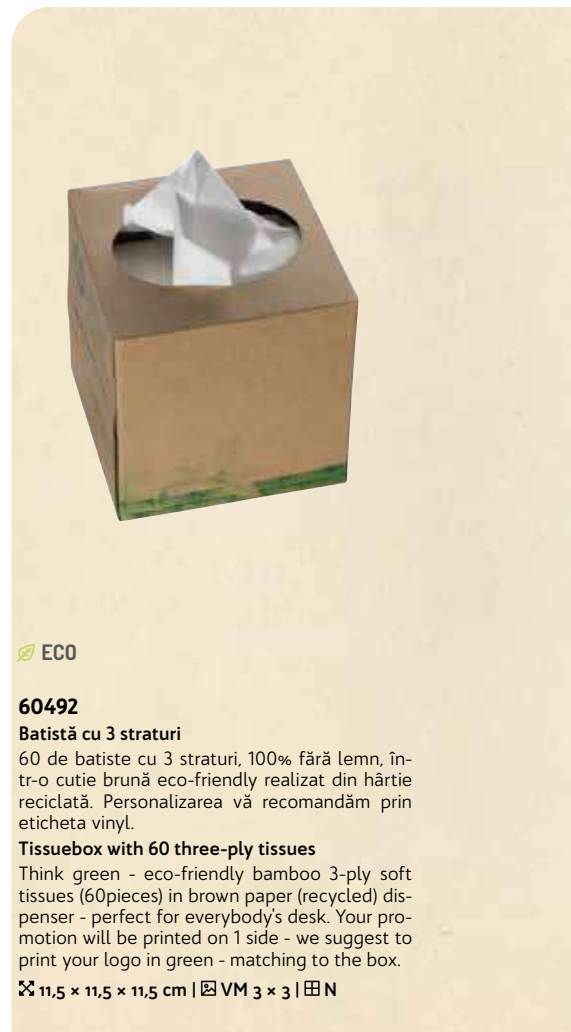 ECO
60492
Batistă cu 3 straturi
60 de batiste cu 3 straturi, 100% fără lemn, în-
tr-o cutie brună eco-friendly realizat din hârtie
reciclată. Personalizarea vă recomandăm prin
eticheta vinyl.
Tissuebox with 60 three-ply tissues
Think green - eco-friendly bamboo 3-ply soft
tissues (60pieces) in brown paper (recycled) dis-
penser - perfect for everybody's desk. Your pro-
motion will be printed on 1 side - we suggest to
print your logo in green - matching to the box.
11,5 × 11,5 × 11,5 cm | VM 3 × 3 | N